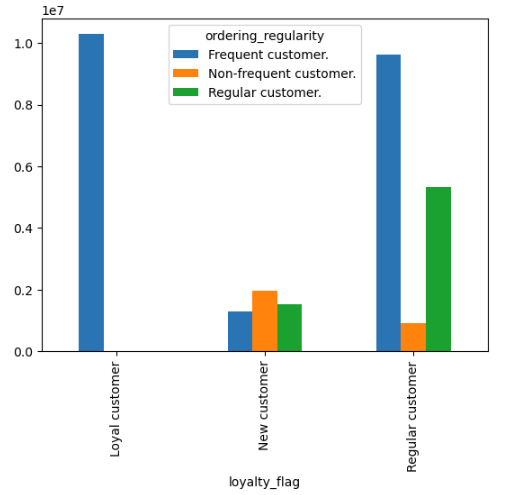 1e7
ordering_regularity
Frequent customer.
Non-frequent customer.
Regular customer.
1.0
0.8
0.6
0.4
0.2
0.0
Loyal customer
New customer
Regular customer
loyalty_flag